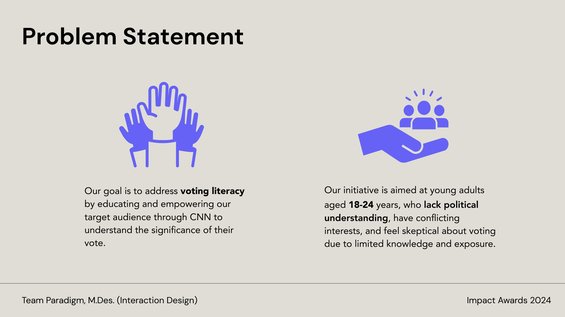 Problem Statement
Our goal is to address voting literacy
by educating and empowering our
target audience through CNN to
understand the significance of their
vote.
Our initiative is aimed at young adults
aged 18-24 years, who lack political
understanding, have conflicting
interests, and feel skeptical about voting
due to limited knowledge and exposure.
Team Paradigm, M.Des. (Interaction Design)
Impact Awards 2024